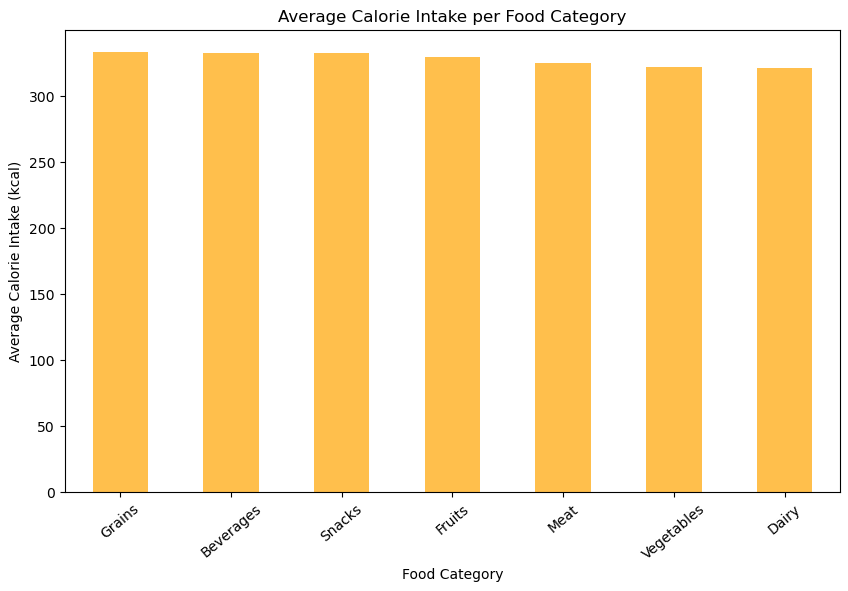 Average Calorie Intake per Food Category
Average Calorie Intake (kcal)
300
250
200
150
100
50
0
Grains
Beverages
Snacks
Fruits
Meat
Vegetables
Dairy
Food Category